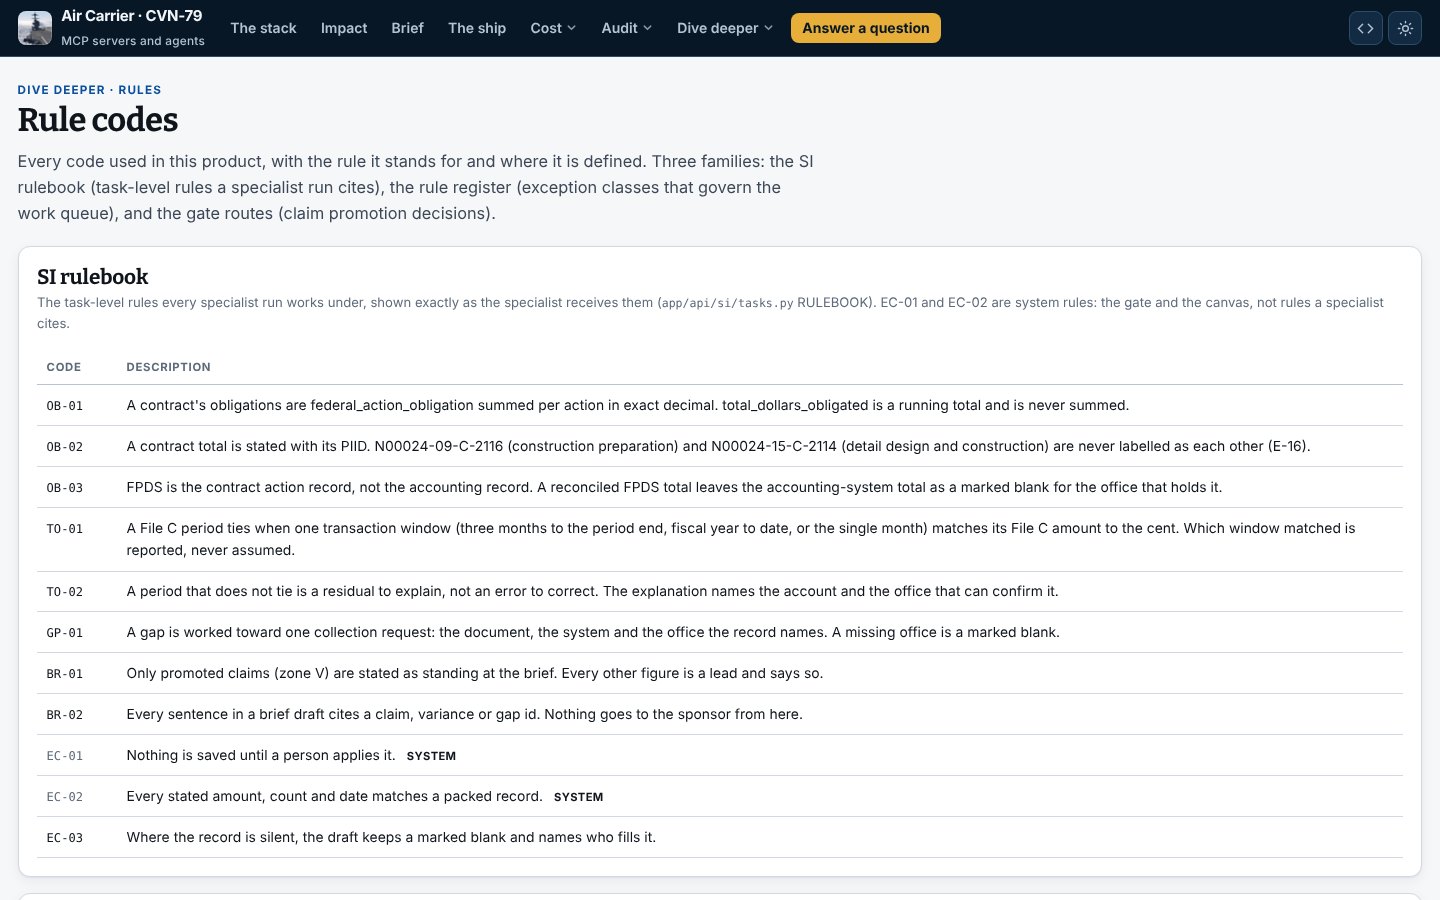 Air Carrier · CVN-79
MCP servers and agents
The stack
Impact
Brief
The ship
Cost
Audit
Dive deeper
Answer a question
DIVE DEEPER · RULES
Rule codes
Every code used in this product, with the rule it stands for and where it is defined. Three families: the SI
rulebook (task-level rules a specialist run cites), the rule register (exception classes that govern the
work queue), and the gate routes (claim promotion decisions).
SI rulebook
The task-level rules every specialist run works under, shown exactly as the specialist receives them (app/api/si/tasks.py RULEBOOK). EC-01 and EC-02 are system rules: the gate and the canvas, not rules a specialist
cites.
CODE DESCRIPTION
OB-01 A contract's obligations are federal_action_obligation summed per action in exact decimal. total_dollars_obligated is a running total and is never summed.
OB-02 A contract total is stated with its PIID. N00024-09-C-2116 (construction preparation) and N00024-15-C-2114 (detail design and construction) are never labelled as each other (E-16).
OB-03 FPDS is the contract action record, not the accounting record. A reconciled FPDS total leaves the accounting-system total as a marked blank for the office that holds it.
TO-01 A File C period ties when one transaction window (three months to the period end, fiscal year to date, or the single month) matches its File C amount to the cent. Which window matched is
reported, never assumed.
TO-02 A period that does not tie is a residual to explain, not an error to correct. The explanation names the account and the office that can confirm it.
GP-01 A gap is worked toward one collection request: the document, the system and the office the record names. A missing office is a marked blank.
BR-01 Only promoted claims (zone V) are stated as standing at the brief. Every other figure is a lead and says so.
BR-02 Every sentence in a brief draft cites a claim, variance or gap id. Nothing goes to the sponsor from here.
EC-01 Nothing is saved until a person applies it. SYSTEM
EC-02 Every stated amount, count and date matches a packed record. SYSTEM
EC-03 Where the record is silent, the draft keeps a marked blank and names who fills it.